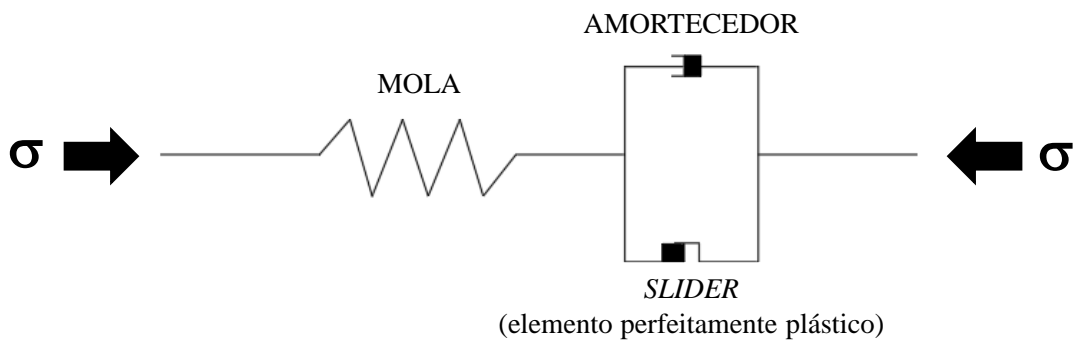 AMORTECEDOR
MOLA
σ
σ
SLIDER
(elemento perfeitamente plástico)